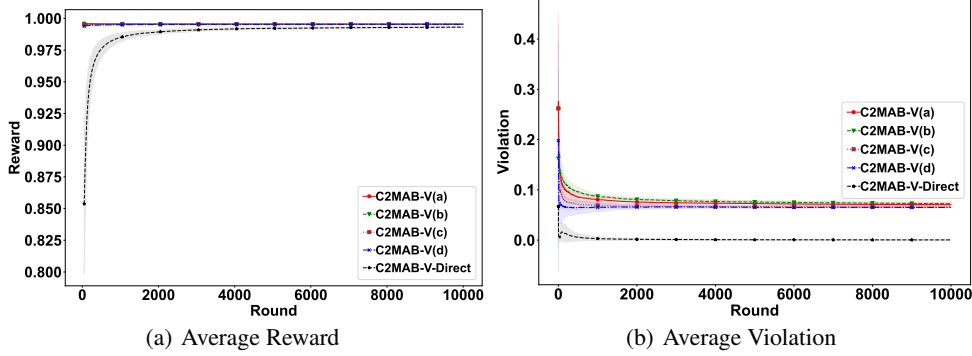 1.000
0.975
0.950
0.925
0.900
0.875
0.850
0.825
0.800
Reward
C2MAB-V(a)
C2MAB-V(b)
C2MAB-V(c)
C2MAB-V(d)
C2MAB-V-Direct
0 2000 4000 6000 8000 10000
Round
(a) Average Reward
0.4
0.3
0.2
0.1
0.0
Violation
C2MAB-V(a)
C2MAB-V(b)
C2MAB-V(c)
C2MAB-V(d)
C2MAB-V-Direct
0 2000 4000 6000 8000 10000
Round
(b) Average Violation